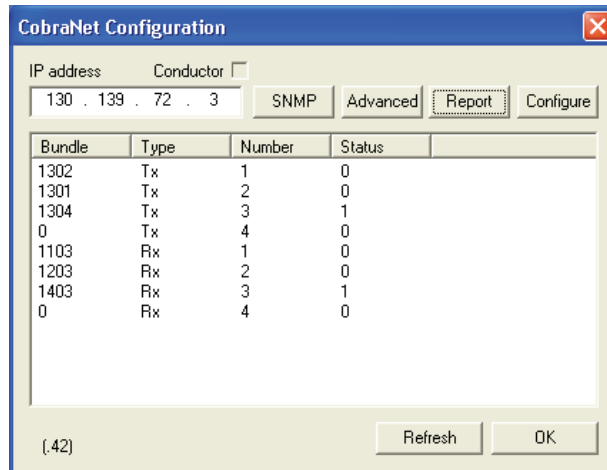 CobraNet Configuration
IP address Conductor
130 . 139 . 72 . 3 SNMP Advanced Report Configure
Bundle Type Number Status
1302 Tx 1 0
1301 Tx 2 0
1304 Tx 3 1
0 Tx 4 0
1103 Rx 1 0
1203 Rx 2 0
1403 Rx 3 1
0 Rx 4 0
(.42) Refresh OK